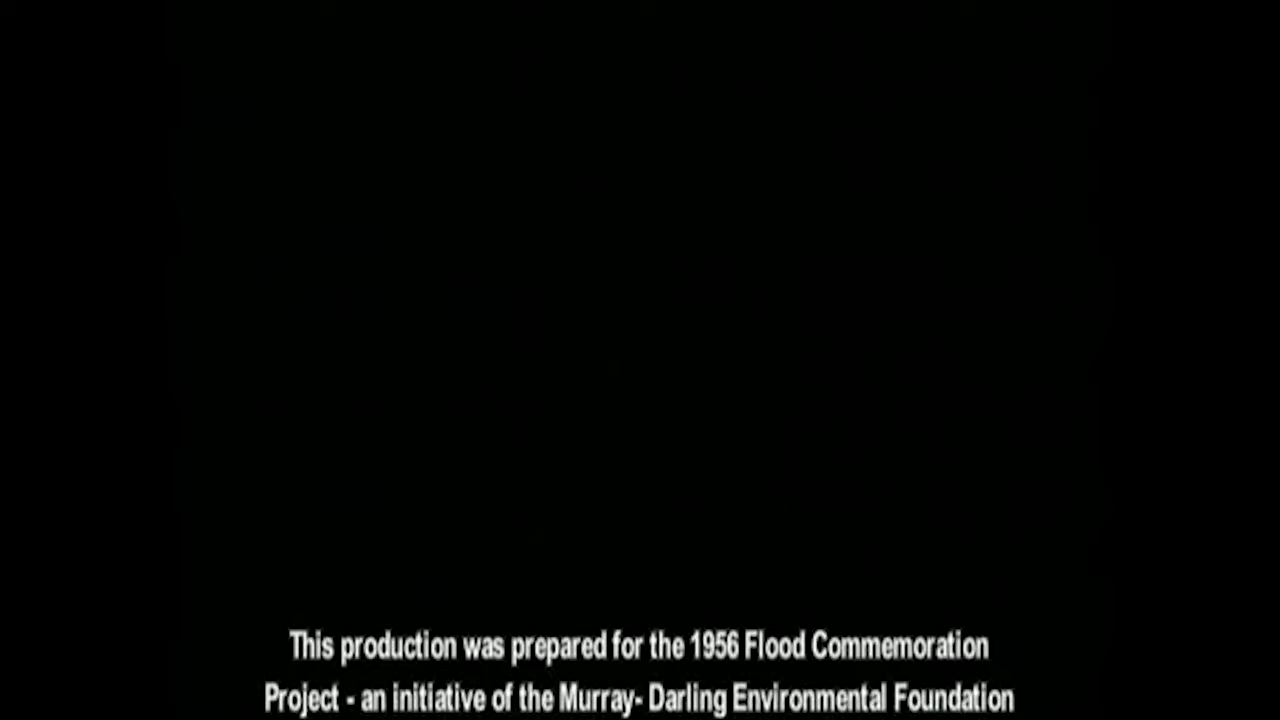 This production was prepared for the 1956 Flood Commemoration
Project - an initiative of the Murray- Darling Environmental Foundation